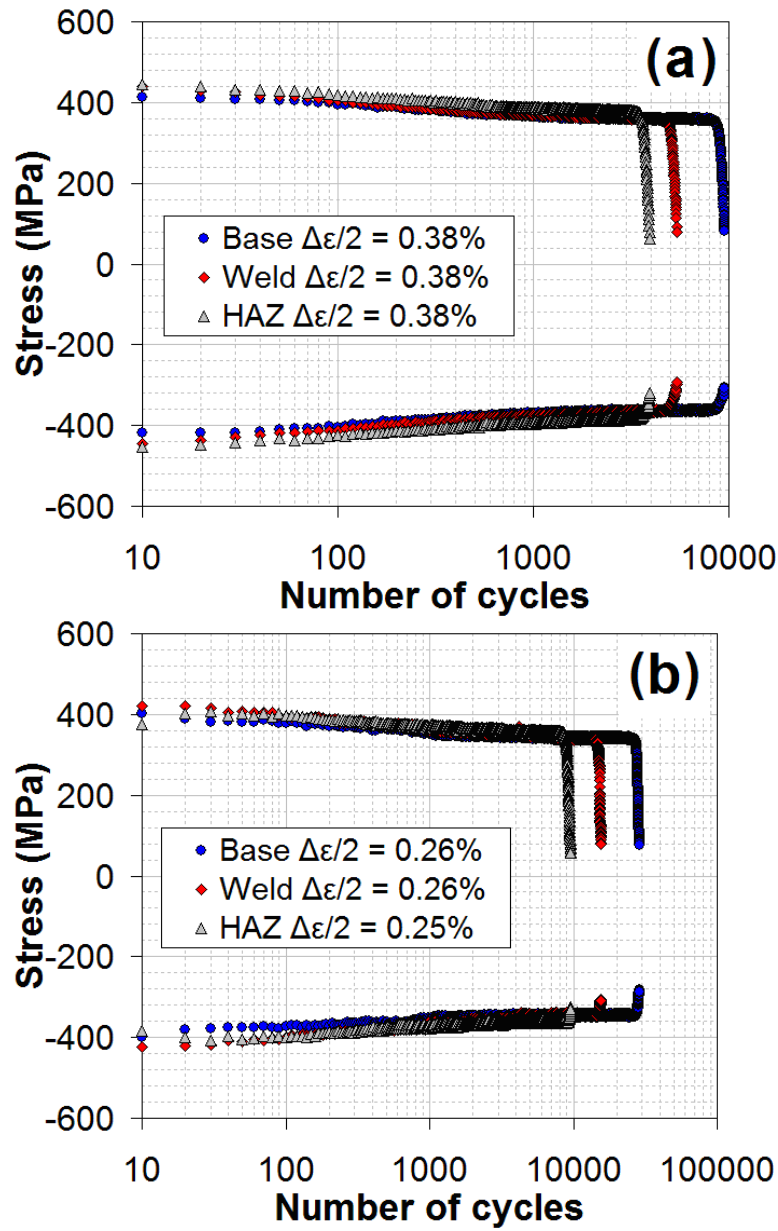 (a)
600
400
200
0
-200
-400
-600
Stress (MPa)
Base Δε/2 = 0.38%
Weld Δε/2 = 0.38%
HAZ Δε/2 = 0.38%
10 100 1000 10000
Number of cycles
(b)
600
400
200
0
-200
-400
-600
Stress (MPa)
Base Δε/2 = 0.26%
Weld Δε/2 = 0.26%
HAZ Δε/2 = 0.25%
10 100 1000 10000 100000
Number of cycles